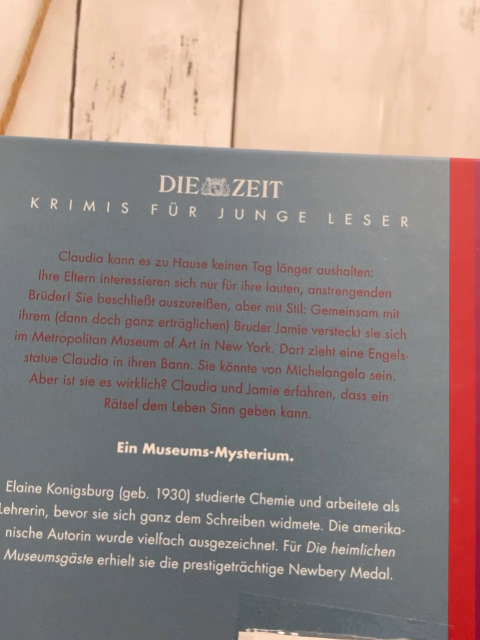 DIE ZEIT
KRIMIS FÜR JUNGE LESER
Claudia kann es zu Hause keinen Tag länger aushalten:
Ihre Eltern interessieren sich nur für ihre lauten, anstrengenden
Brüder! Sie beschließt auszureißen, aber mit Stil: Gemeinsam mit
ihrem (dann doch ganz erträglichen) Bruder Jamie versteckt sie sich
im Metropolitan Museum of Art in New York. Dort zieht eine Engels-
statue Claudia in ihren Bann. Sie könnte von Michelangelo sein.
Aber ist sie es wirklich? Claudia und Jamie erfahren, dass ein
Rätsel dem Leben Sinn geben kann.
Ein Museums-Mysterium.
Elaine Konigsburg (geb. 1930) studierte Chemie und arbeitete als
Lehrerin, bevor sie sich ganz dem Schreiben widmete. Die amerika-
nische Autorin wurde vielfach ausgezeichnet. Für Die heimlichen
Museumsgäste erhielt sie die prestigeträchtige Newbery Medal.